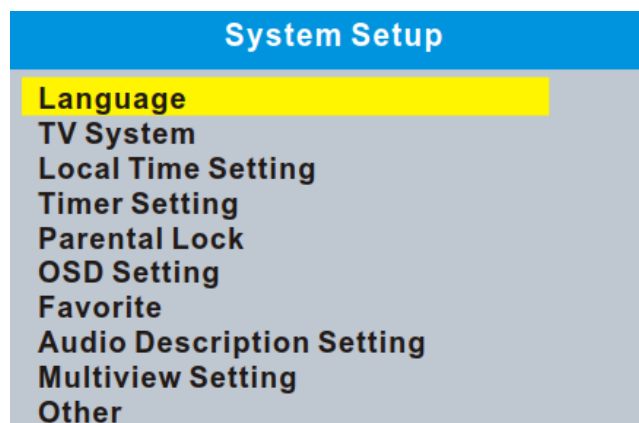 System Setup
Language
TV System
Local Time Setting
Timer Setting
Parental Lock
OSD Setting
Favorite
Audio Description Setting
Multiview Setting
Other